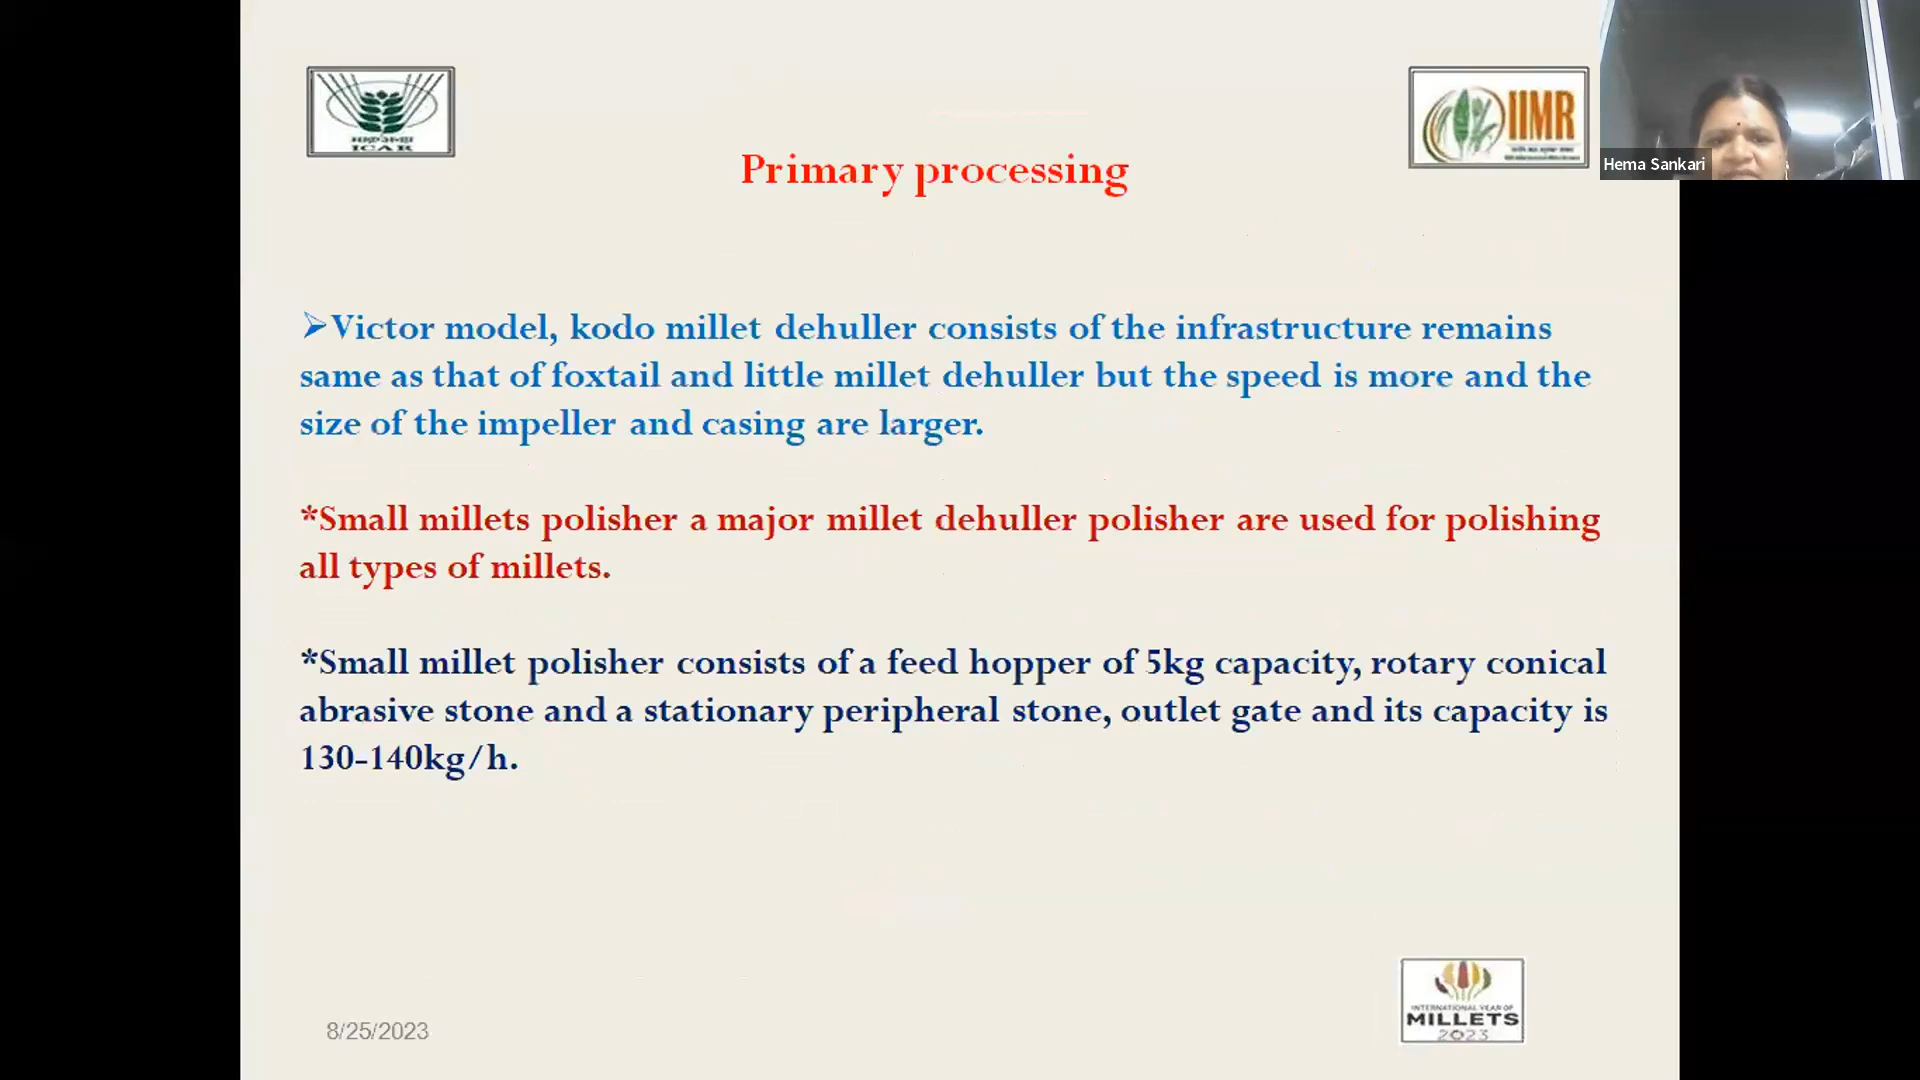 ICAR
IIMR
Hema Sankari
Primary processing
➢Victor model, kodo millet dehuller consists of the infrastructure remains
same as that of foxtail and little millet dehuller but the speed is more and the
size of the impeller and casing are larger.
*Small millets polisher a major millet dehuller polisher are used for polishing
all types of millets.
*Small millet polisher consists of a feed hopper of 5kg capacity, rotary conical
abrasive stone and a stationary peripheral stone, outlet gate and its capacity is
130-140kg/h.
INTERNATIONAL YEAR OF
MILLETS
2023
8/25/2023